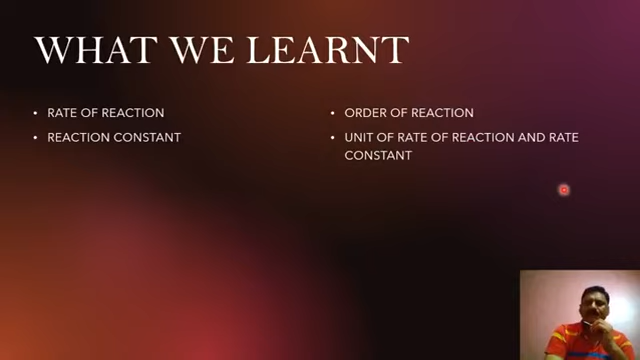 WHAT WE LEARNT
• RATE OF REACTION
• REACTION CONSTANT
• ORDER OF REACTION
• UNIT OF RATE OF REACTION AND RATE
CONSTANT